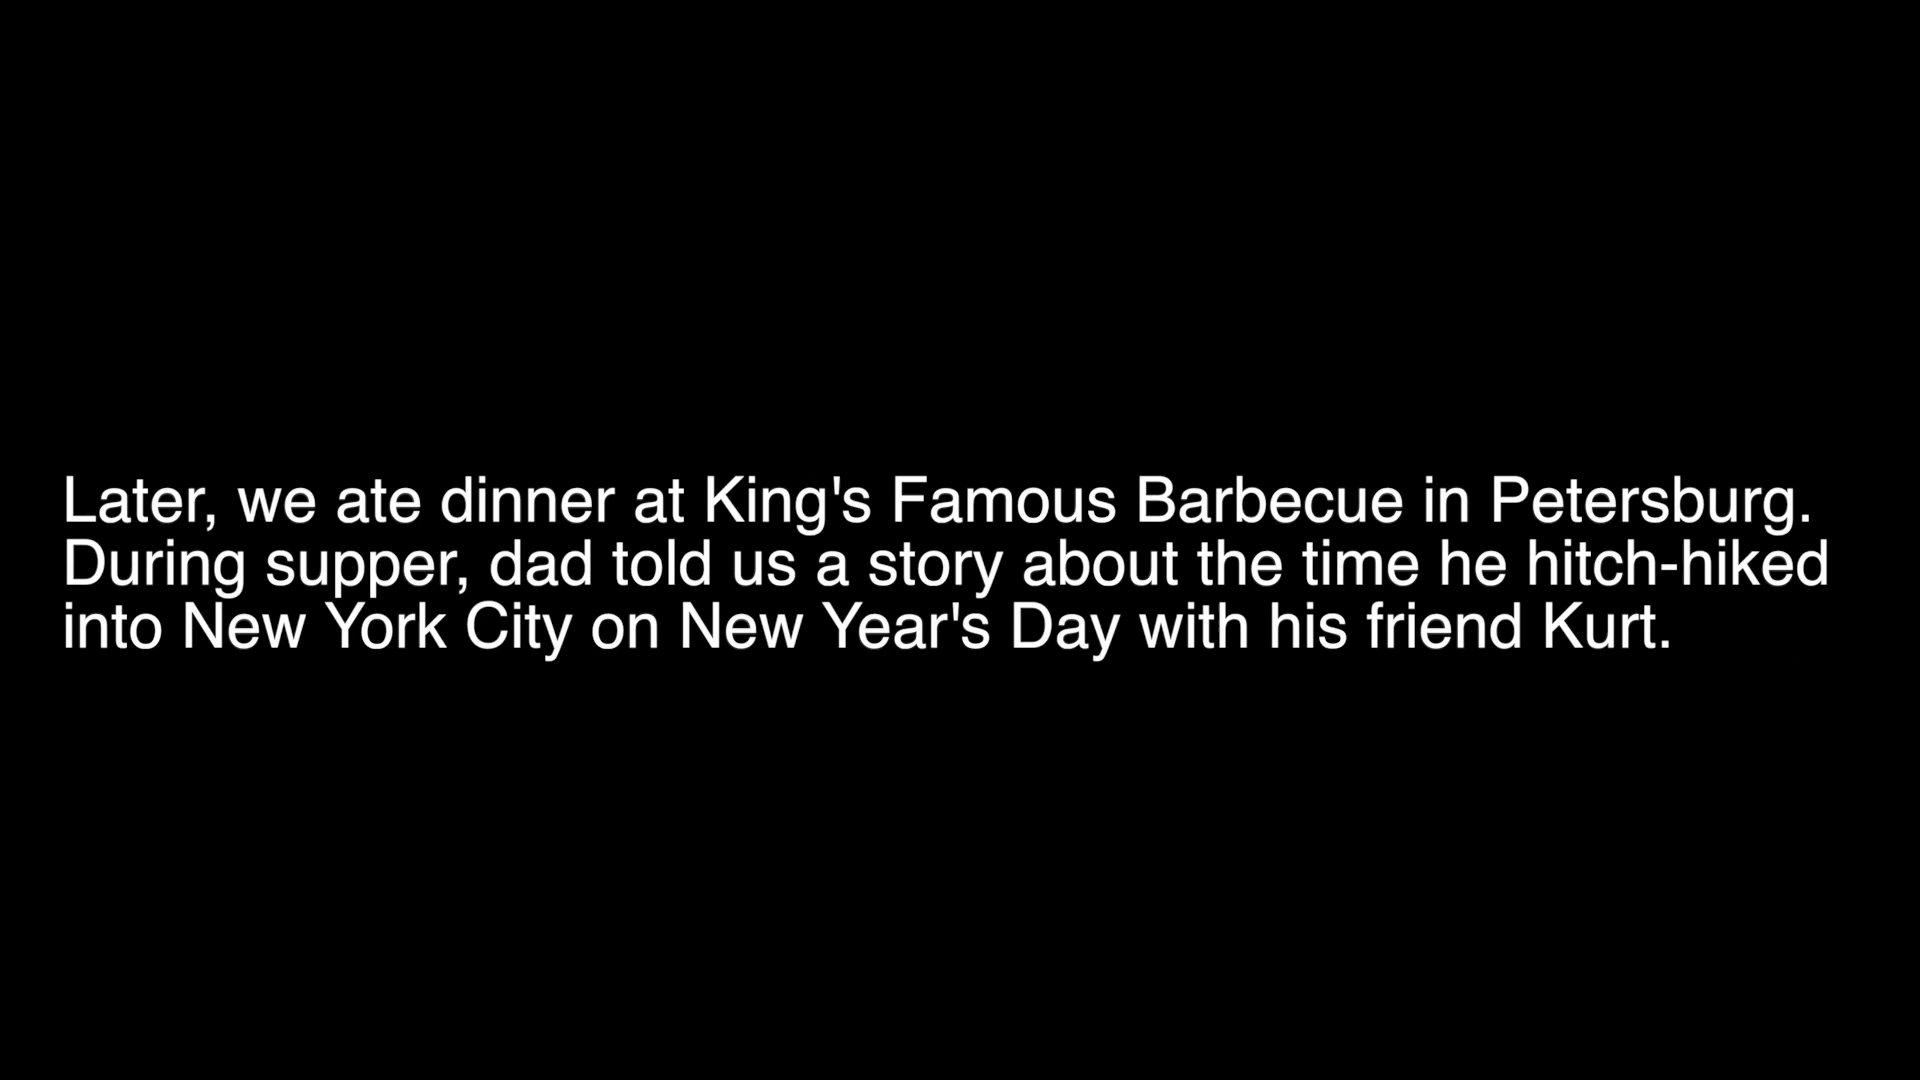 Later, we ate dinner at King's Famous Barbecue in Petersburg.
During supper, dad told us a story about the time he hitch-hiked
into New York City on New Year's Day with his friend Kurt.